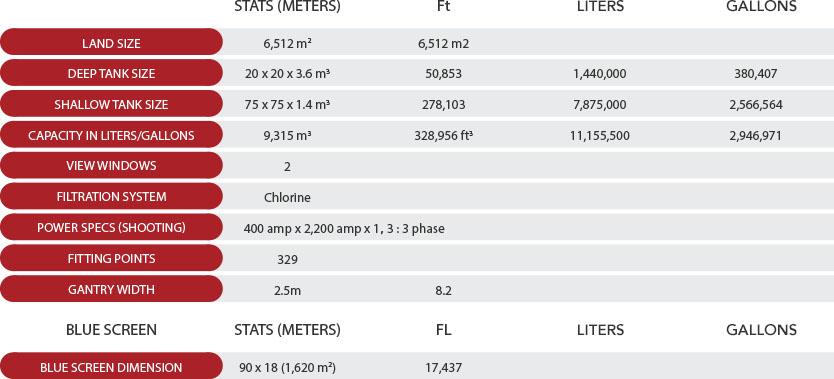 STATS (METERS) Ft LITERS GALLONS
LAND SIZE 6,512 m² 6,512 m2
DEEP TANK SIZE 20 x 20 x 3.6 m³ 50,853 1,440,000 380,407
SHALLOW TANK SIZE 75 x 75 x 1.4 m³ 278,103 7,875,000 2,566,564
CAPACITY IN LITERS/GALLONS 9,315 m³ 328,956 ft³ 11,155,500 2,946,971
VIEW WINDOWS 2
FILTRATION SYSTEM Chlorine
POWER SPECS (SHOOTING) 400 amp x 2,200 amp x 1, 3 : 3 phase
FITTING POINTS 329
GANTRY WIDTH 2.5m 8.2
BLUE SCREEN STATS (METERS) FL LITERS GALLONS
BLUE SCREEN DIMENSION 90 x 18 (1,620 m²) 17,437